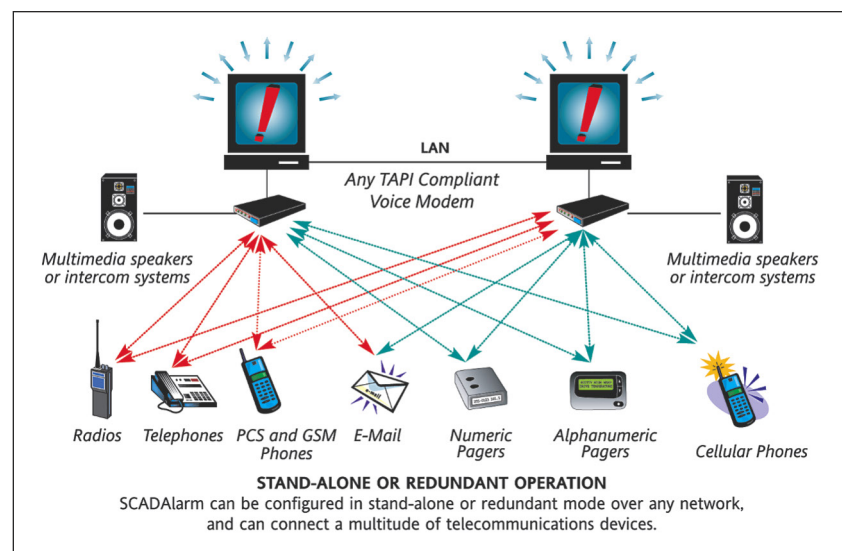 LAN
Any TAPI Compliant
Voice Modem
Multimedia speakers
or intercom systems
Multimedia speakers
or intercom systems
e-mail
Radios
Telephones
PCS and GSM
Phones
E-Mail
Numeric
Pagers
Alphanumeric
Pagers
Cellular Phones
STAND-ALONE OR REDUNDANT OPERATION
SCADAlarm can be configured in stand-alone or redundant mode over any network,
and can connect a multitude of telecommunications devices.